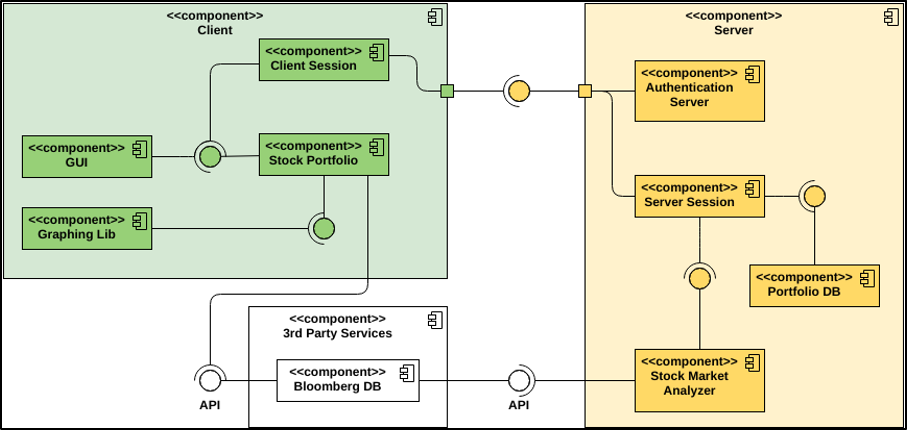 <<component>>
Client
<<component>>
Server
<<component>>
Client Session
<<component>>
Authentication
Server
<<component>>
GUI
<<component>>
Stock Portfolio
<<component>>
Server Session
<<component>>
Graphing Lib
<<component>>
Portfolio DB
<<component>>
3rd Party Services
<<component>>
Bloomberg DB
<<component>>
Stock Market
Analyzer
API
API